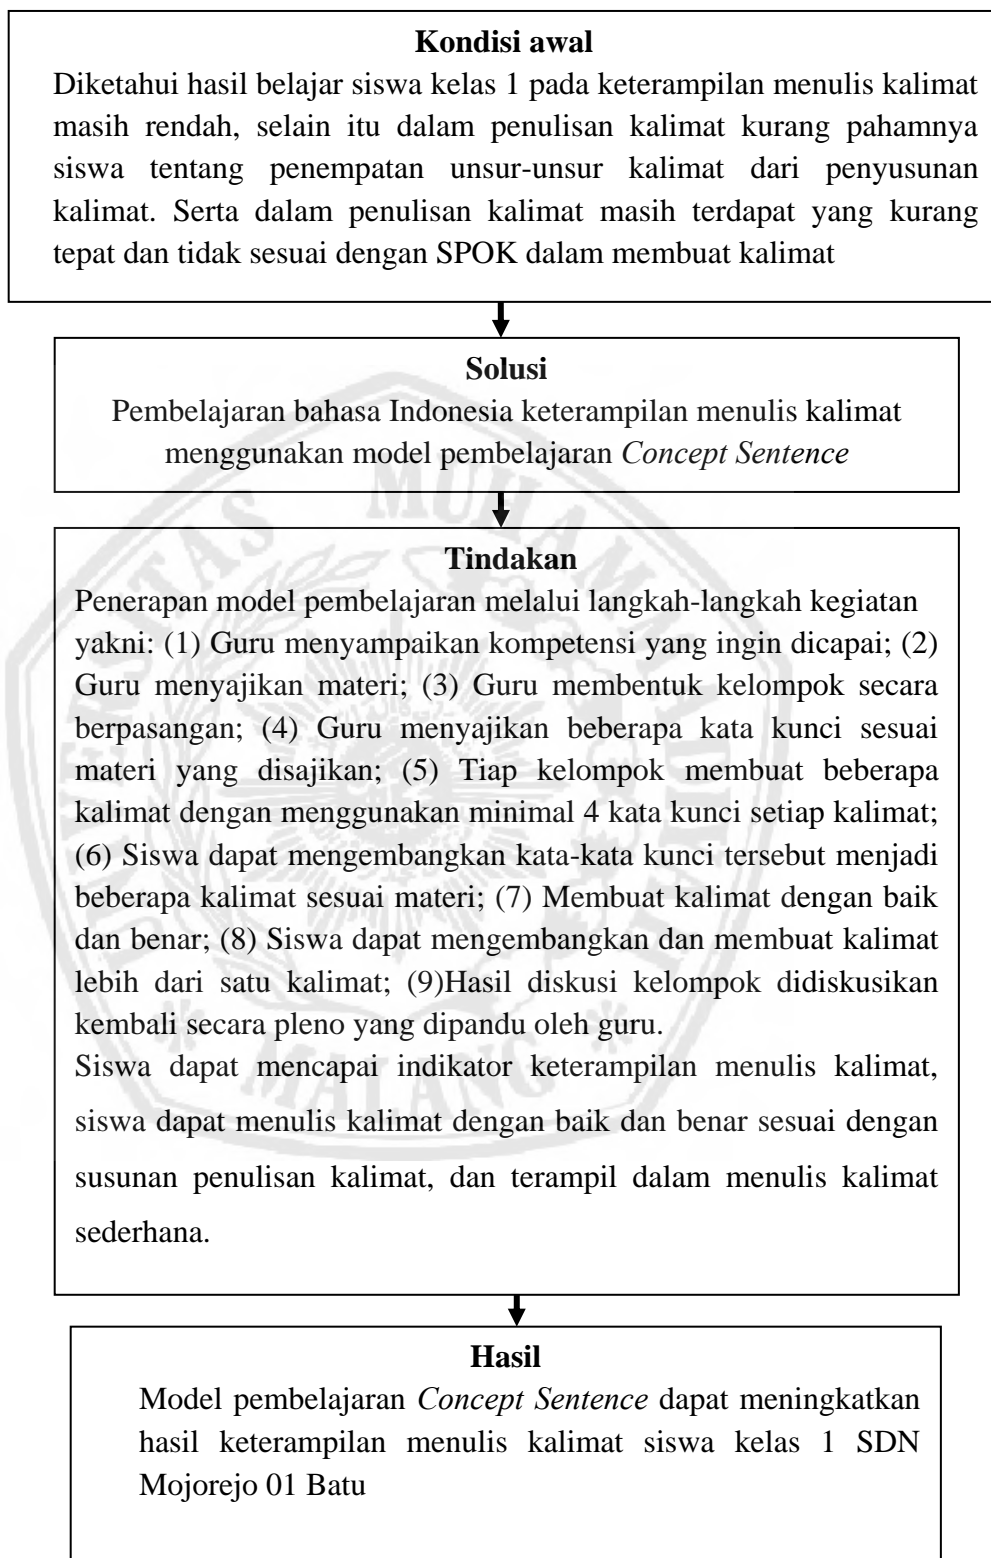 Kondisi awal
Diketahui hasil belajar siswa kelas 1 pada keterampilan menulis kalimat
masih rendah, selain itu dalam penulisan kalimat kurang pahamnya
siswa tentang penempatan unsur-unsur kalimat dari penyusunan
kalimat. Serta dalam penulisan kalimat masih terdapat yang kurang
tepat dan tidak sesuai dengan SPOK dalam membuat kalimat
Solusi
Pembelajaran bahasa Indonesia keterampilan menulis kalimat
menggunakan model pembelajaran Concept Sentence
Tindakan
Penerapan model pembelajaran melalui langkah-langkah kegiatan
yakni: (1) Guru menyampaikan kompetensi yang ingin dicapai; (2)
Guru menyajikan materi; (3) Guru membentuk kelompok secara
berpasangan; (4) Guru menyajikan beberapa kata kunci sesuai
materi yang disajikan; (5) Tiap kelompok membuat beberapa
kalimat dengan menggunakan minimal 4 kata kunci setiap kalimat;
(6) Siswa dapat mengembangkan kata-kata kunci tersebut menjadi
beberapa kalimat sesuai materi; (7) Membuat kalimat dengan baik
dan benar; (8) Siswa dapat mengembangkan dan membuat kalimat
lebih dari satu kalimat; (9)Hasil diskusi kelompok didiskusikan
kembali secara pleno yang dipandu oleh guru.
Siswa dapat mencapai indikator keterampilan menulis kalimat,
siswa dapat menulis kalimat dengan baik dan benar sesuai dengan
susunan penulisan kalimat, dan terampil dalam menulis kalimat
sederhana.
Hasil
Model pembelajaran Concept Sentence dapat meningkatkan
hasil keterampilan menulis kalimat siswa kelas 1 SDN
Mojorejo 01 Batu
UNIVERSITAS MUHAMMADIYAH
MALANG